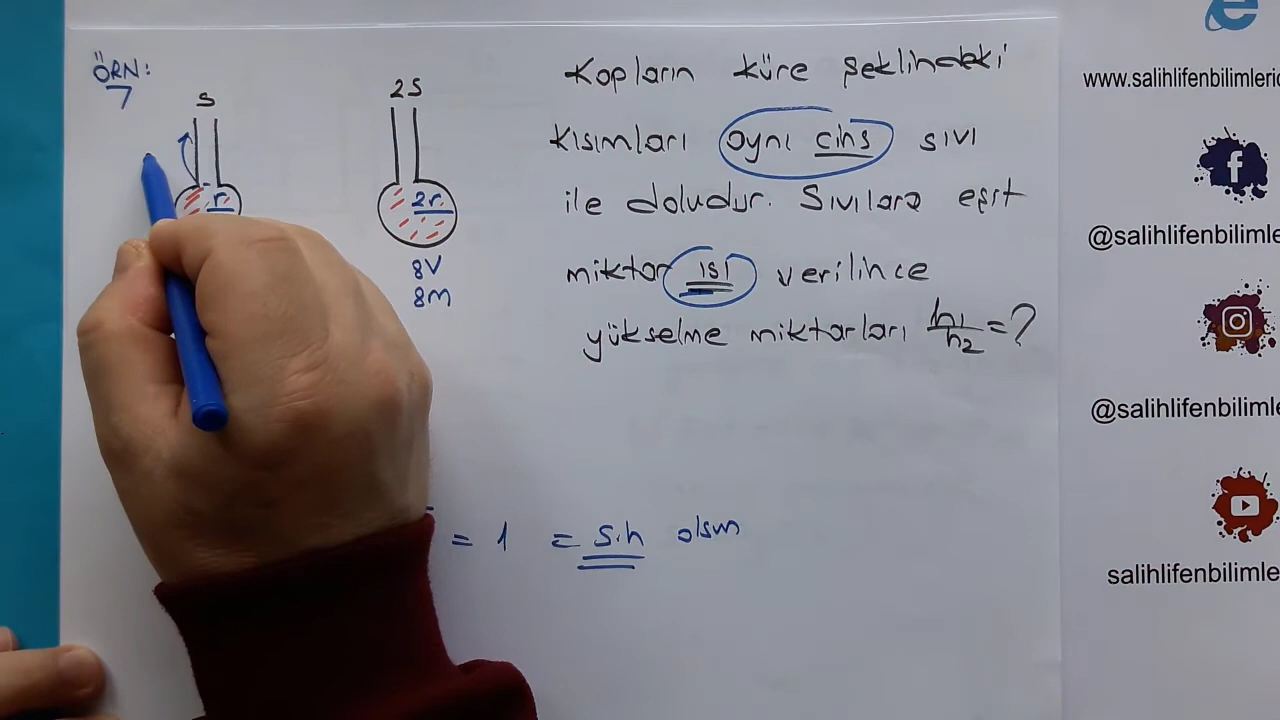 ÖRN:
7
S
r
2S
2r
8V
8m
Kapların küre şeklindeki
kısımları aynı cins sıvı
ile doludur. Sıvılara eşit
miktar ısı verilince
yükselme miktarları h1/h2 = ?
= 1 = S.h olsun
www.salihlifenbilimleric
f
@salihlifenbilimle
@salihlifenbilimle
salihlifenbilimle